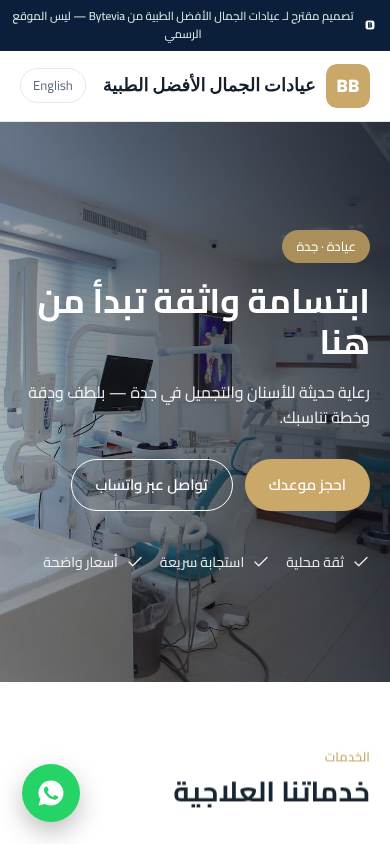 تصميم مقترح لـ عيادات الجمال الأفضل الطبية من Bytevia — ليس الموقع
الرسمي
B
BB
عيادات الجمال الأفضل الطبية
English
عيادة · جدة
ابتسامة واثقة تبدأ من
هنا
رعاية حديثة للأسنان والتجميل في جدة — بلطف ودقة
وخطة تناسبك.
احجز موعدك
تواصل عبر واتساب
ثقة محلية
استجابة سريعة
أسعار واضحة
الخدمات
خدماتنا العلاجية